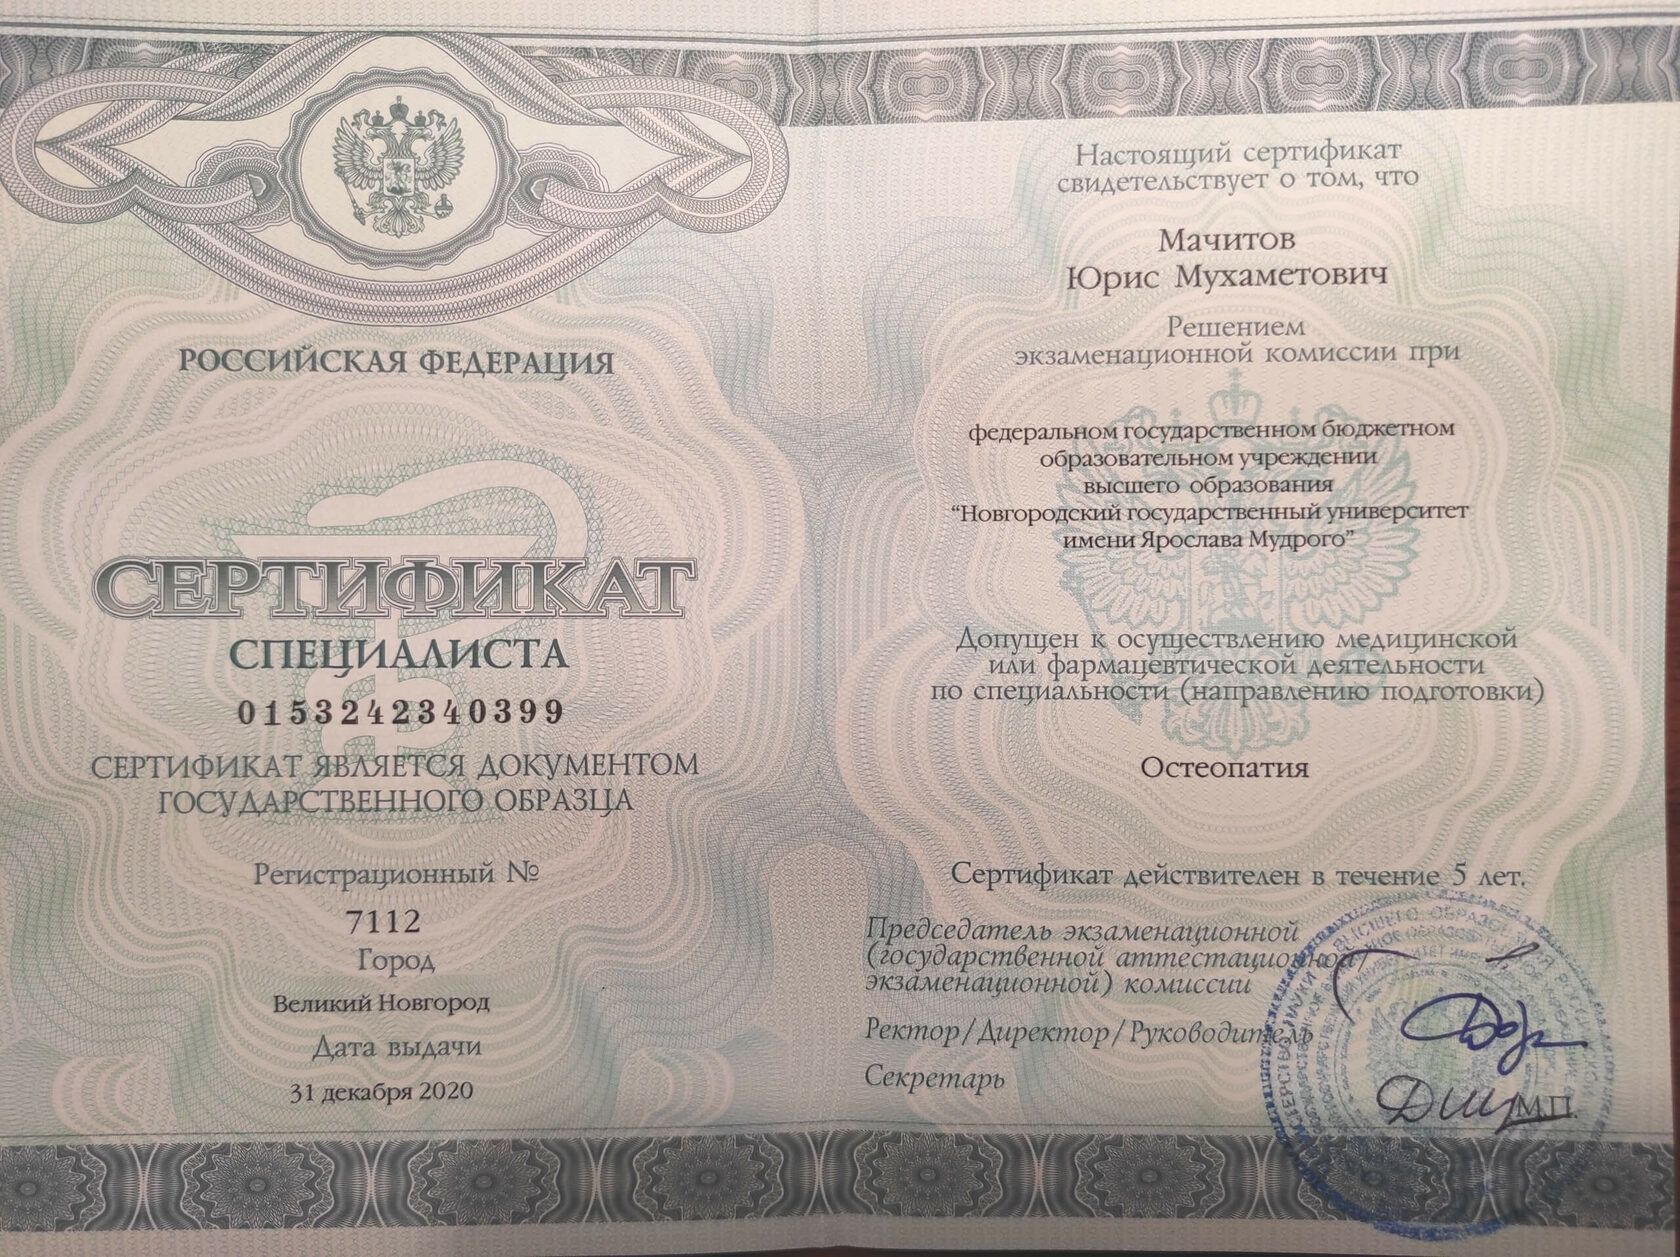 РОССИЙСКАЯ ФЕДЕРАЦИЯ
СЕРТИФИКАТ
СПЕЦИАЛИСТА
0153242340399
СЕРТИФИКАТ ЯВЛЯЕТСЯ ДОКУМЕНТОМ
ГОСУДАРСТВЕННОГО ОБРАЗЦА
Регистрационный №
7112
Город
Великий Новгород
Дата выдачи
31 декабря 2020
Настоящий сертификат
свидетельствует о том, что
Мачитов
Юрис Мухаметович
Решением
экзаменационной комиссии при
федеральном государственном бюджетном
образовательном учреждении
высшего образования
“Новгородский государственный университет
имени Ярослава Мудрого”
Допущен к осуществлению медицинской
или фармацевтической деятельности
по специальности (направлению подготовки)
Остеопатия
Сертификат действителен в течение 5 лет.
Председатель экзаменационной
(государственной аттестационной/
экзаменационной) комиссии
Ректор/Директор/Руководитель
Секретарь
М.П.